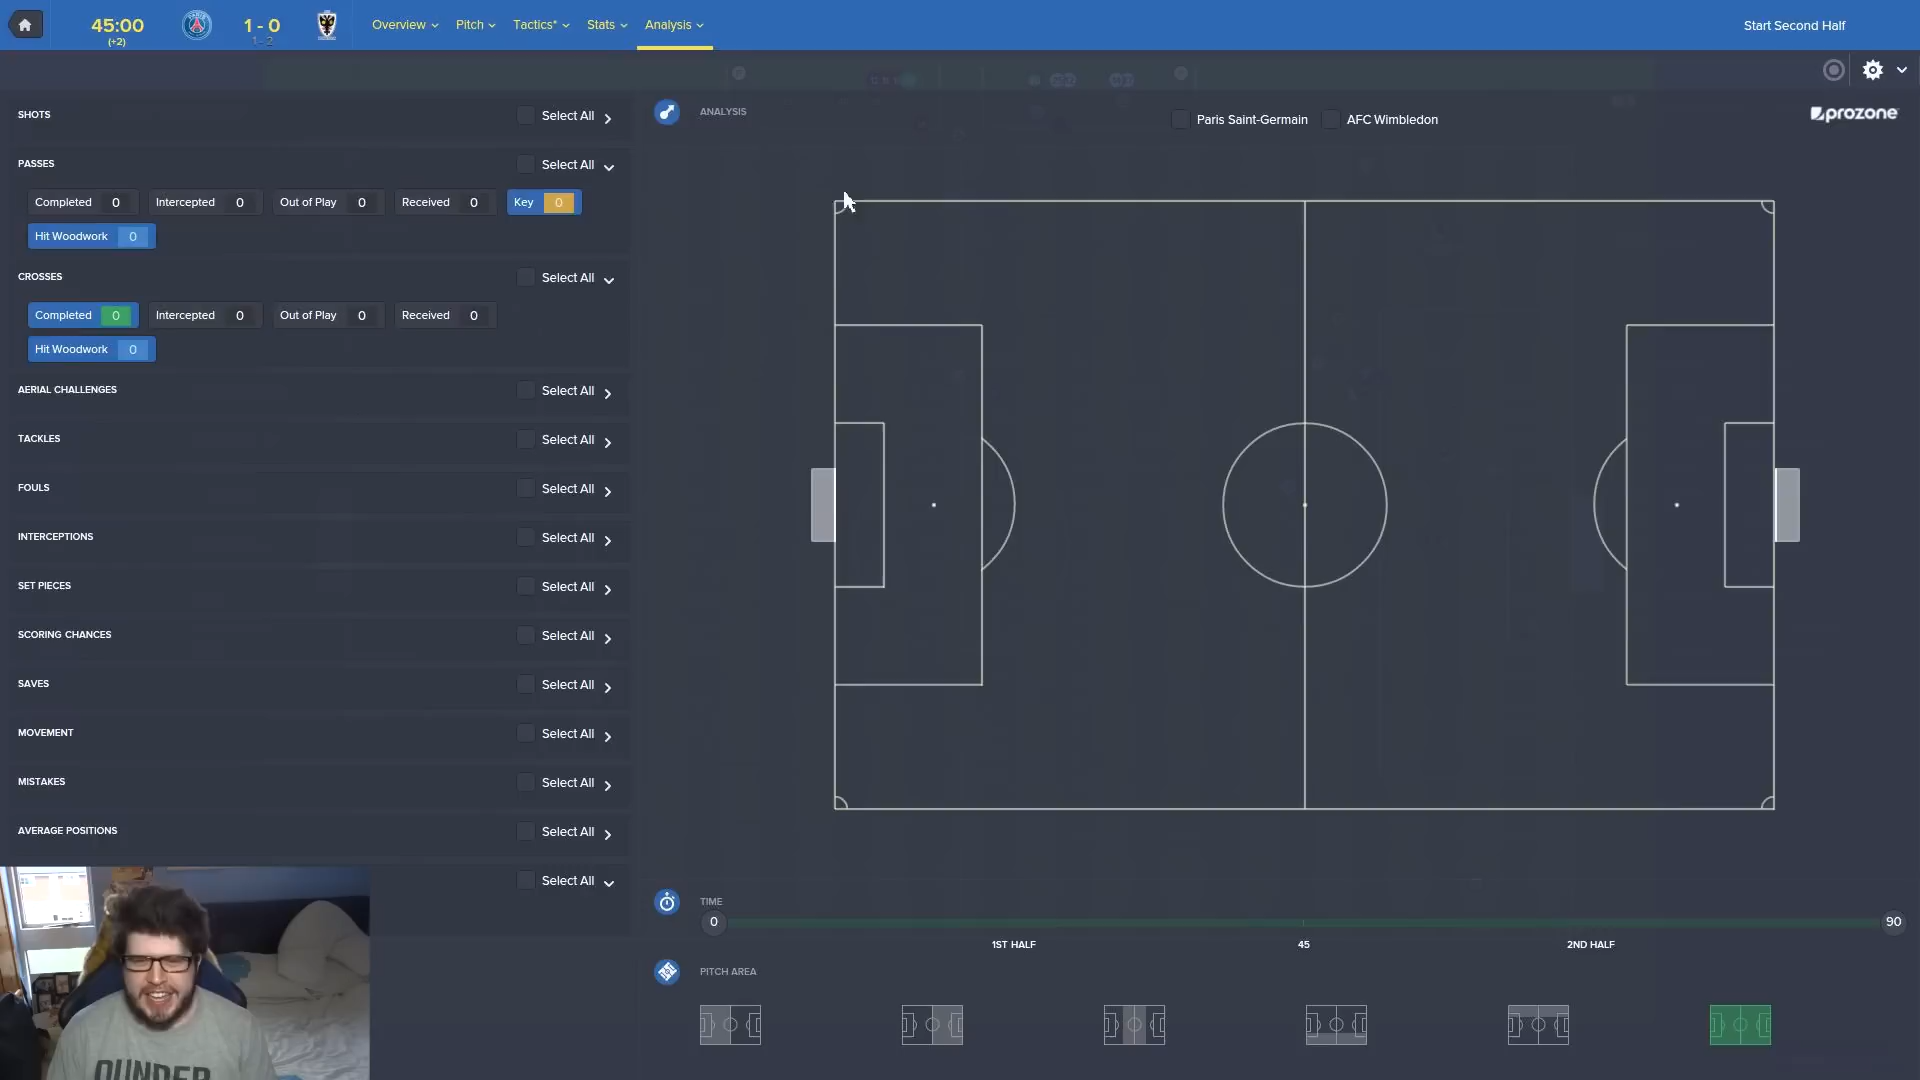 45:00
(+2)
1 - 0
1 - 2
Overview
Pitch
Tactics*
Stats
Analysis
Start Second Half
SHOTS
Select All
PASSES
Select All
Completed 0
Intercepted 0
Out of Play 0
Received 0
Key 0
Hit Woodwork 0
CROSSES
Select All
Completed 0
Intercepted 0
Out of Play 0
Received 0
Hit Woodwork 0
AERIAL CHALLENGES
Select All
TACKLES
Select All
FOULS
Select All
INTERCEPTIONS
Select All
SET PIECES
Select All
SCORING CHANCES
Select All
SAVES
Select All
MOVEMENT
Select All
MISTAKES
Select All
AVERAGE POSITIONS
Select All
Select All
ANALYSIS
Paris Saint-Germain
AFC Wimbledon
prozone
TIME
0
90
1ST HALF
45
2ND HALF
PITCH AREA
DUNDER